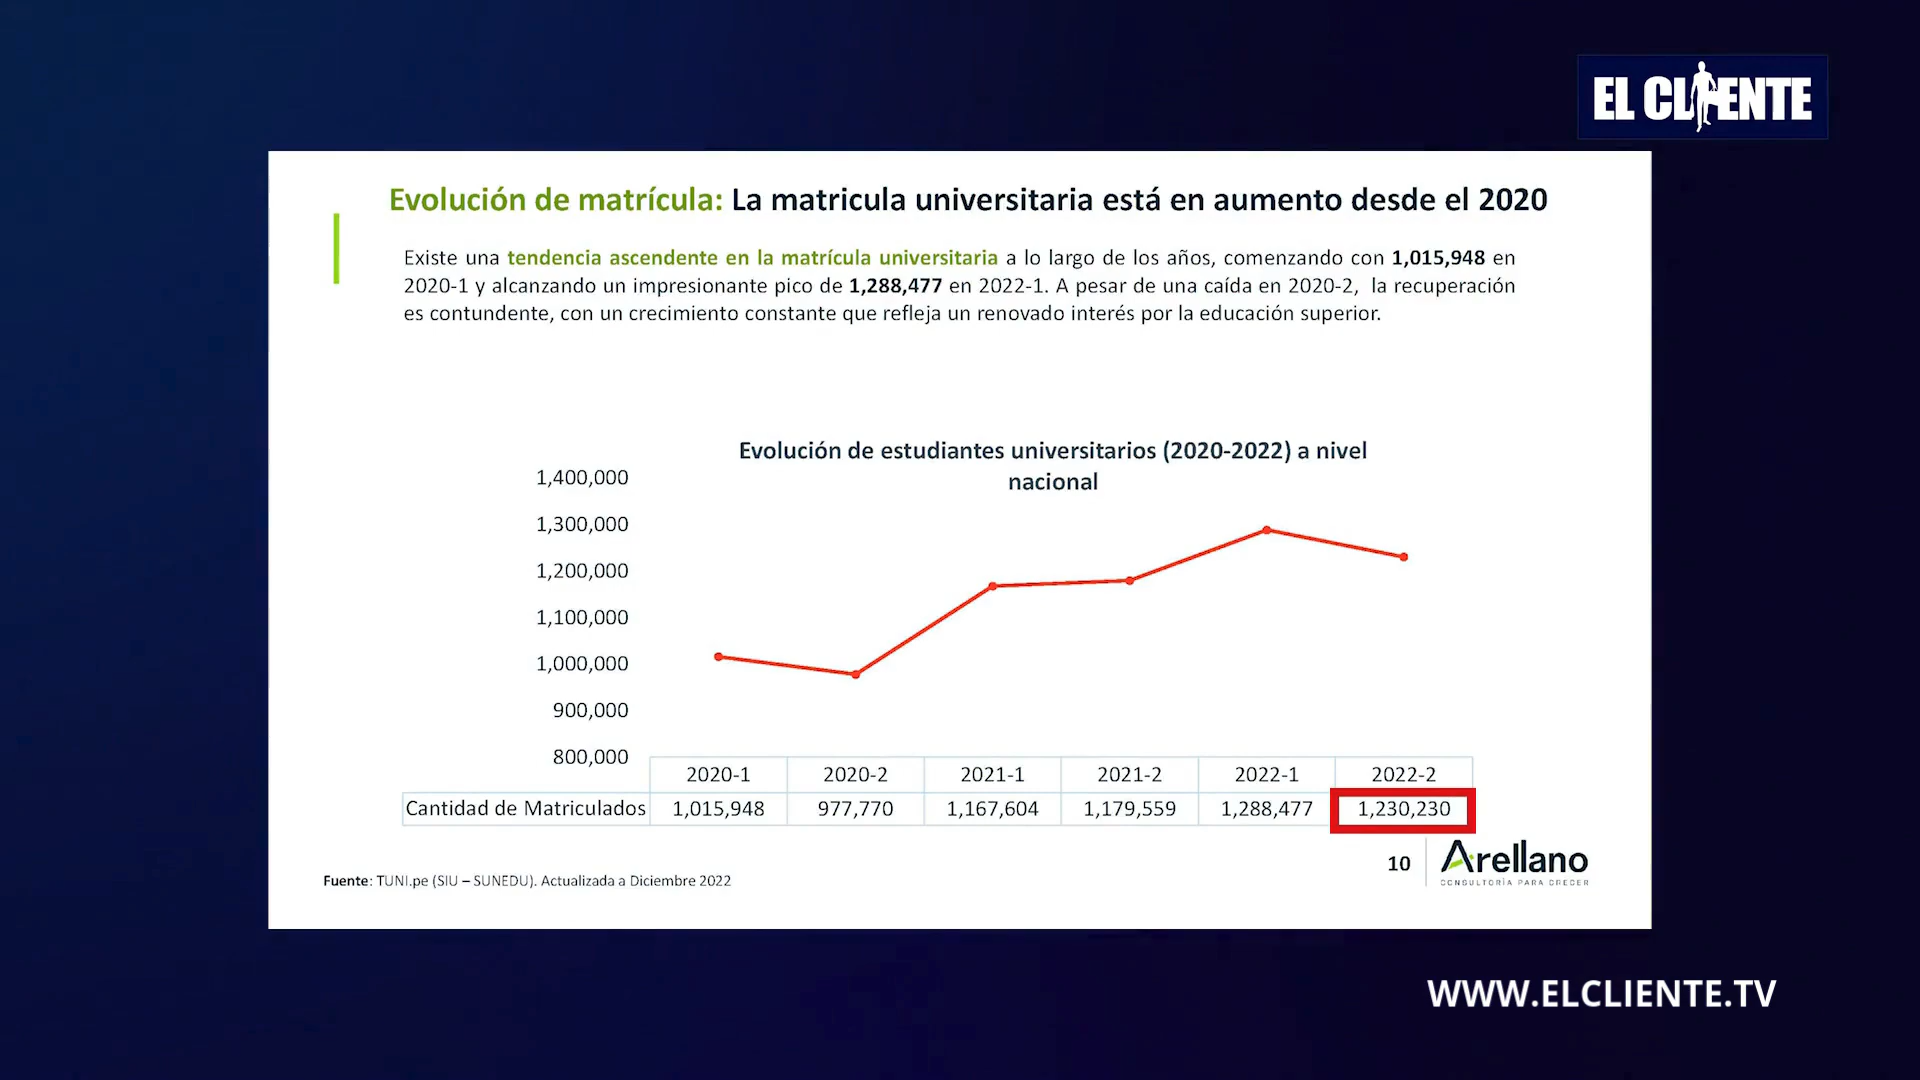 EL CLIENTE
Evolución de matrícula: La matricula universitaria está en aumento desde el 2020
Existe una tendencia ascendente en la matrícula universitaria a lo largo de los años, comenzando con 1,015,948 en
2020-1 y alcanzando un impresionante pico de 1,288,477 en 2022-1. A pesar de una caída en 2020-2, la recuperación
es contundente, con un crecimiento constante que refleja un renovado interés por la educación superior.
Evolución de estudiantes universitarios (2020-2022) a nivel
nacional
1,400,000
1,300,000
1,200,000
1,100,000
1,000,000
900,000
800,000
2020-1 2020-2 2021-1 2021-2 2022-1 2022-2
Cantidad de Matriculados 1,015,948 977,770 1,167,604 1,179,559 1,288,477 1,230,230
10
Arellano
CONSULTORÍA PARA CRECER
Fuente: TUNI.pe (SIU – SUNEDU). Actualizada a Diciembre 2022
WWW.ELCLIENTE.TV